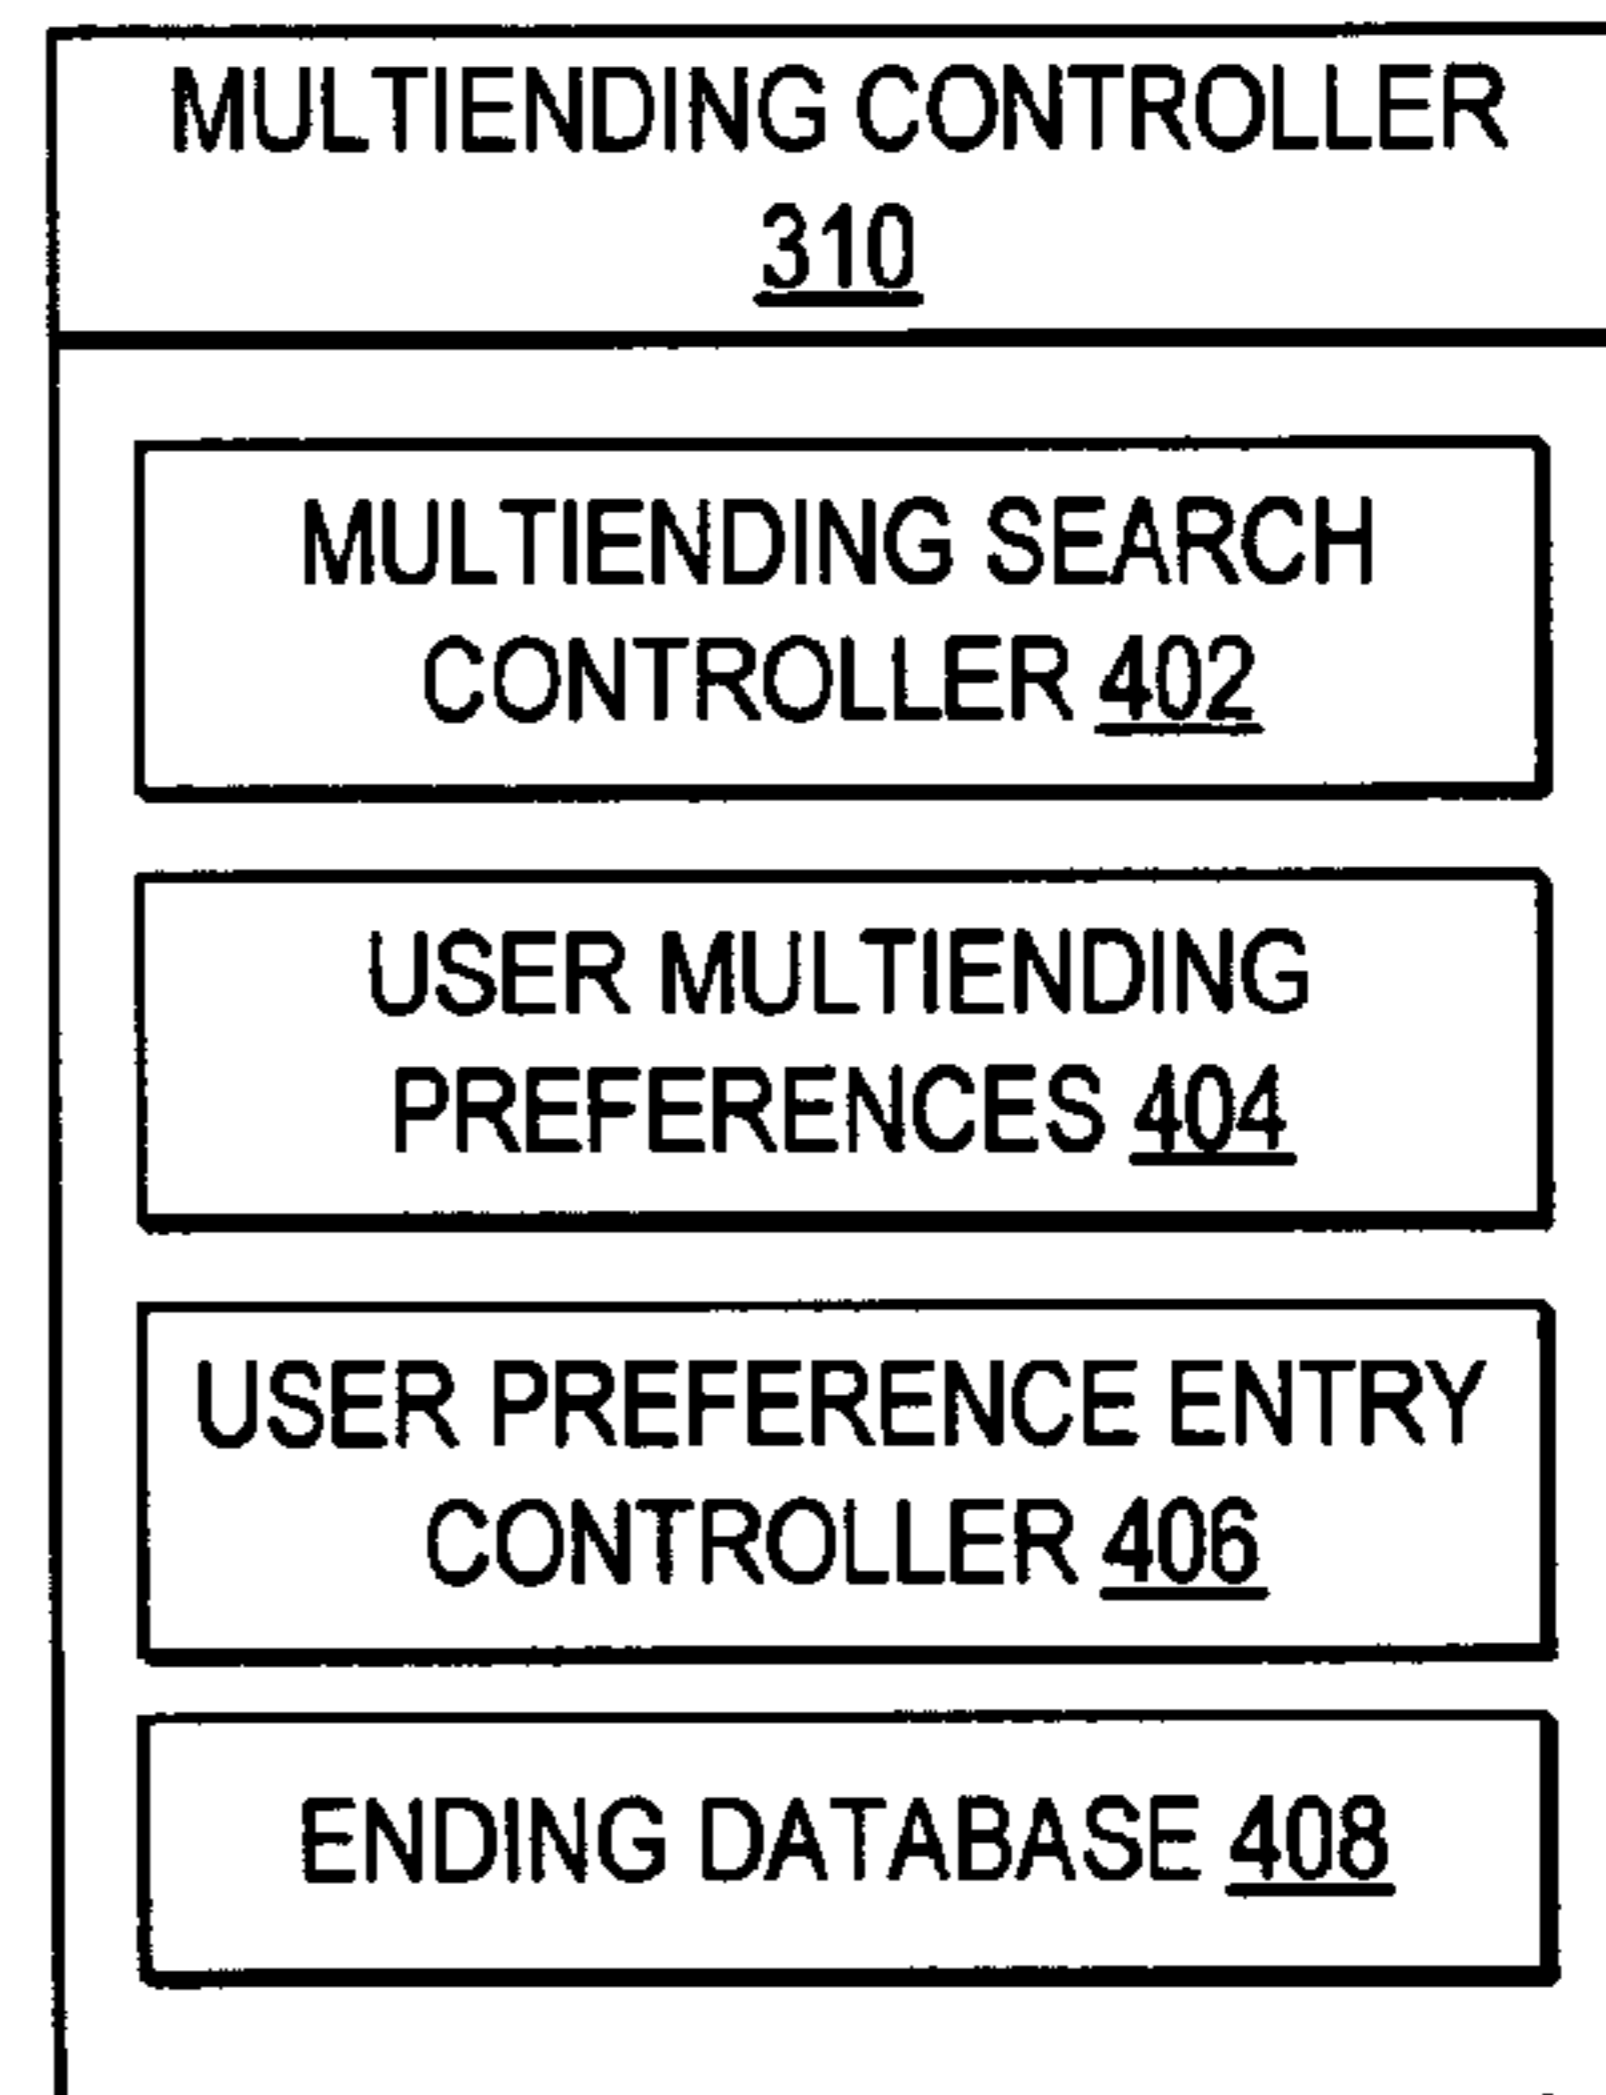 MULTIENDING CONTROLLER
310
MULTIENDING SEARCH
CONTROLLER 402
USER MULTIENDING
PREFERENCES 404
USER PREFERENCE ENTRY
CONTROLLER 406
ENDING DATABASE 408